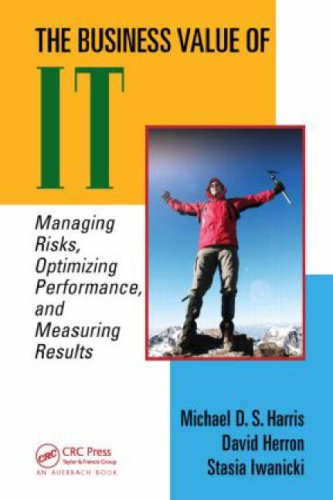 THE BUSINESS VALUE OF
IT
Managing
Risks,
Optimizing
Performance,
and
Measuring
Results
Michael D. S. Harris
David Herron
Stasia Iwanicki
CRC
CRC Press
Taylor & Francis Group
AN AUERBACH BOOK